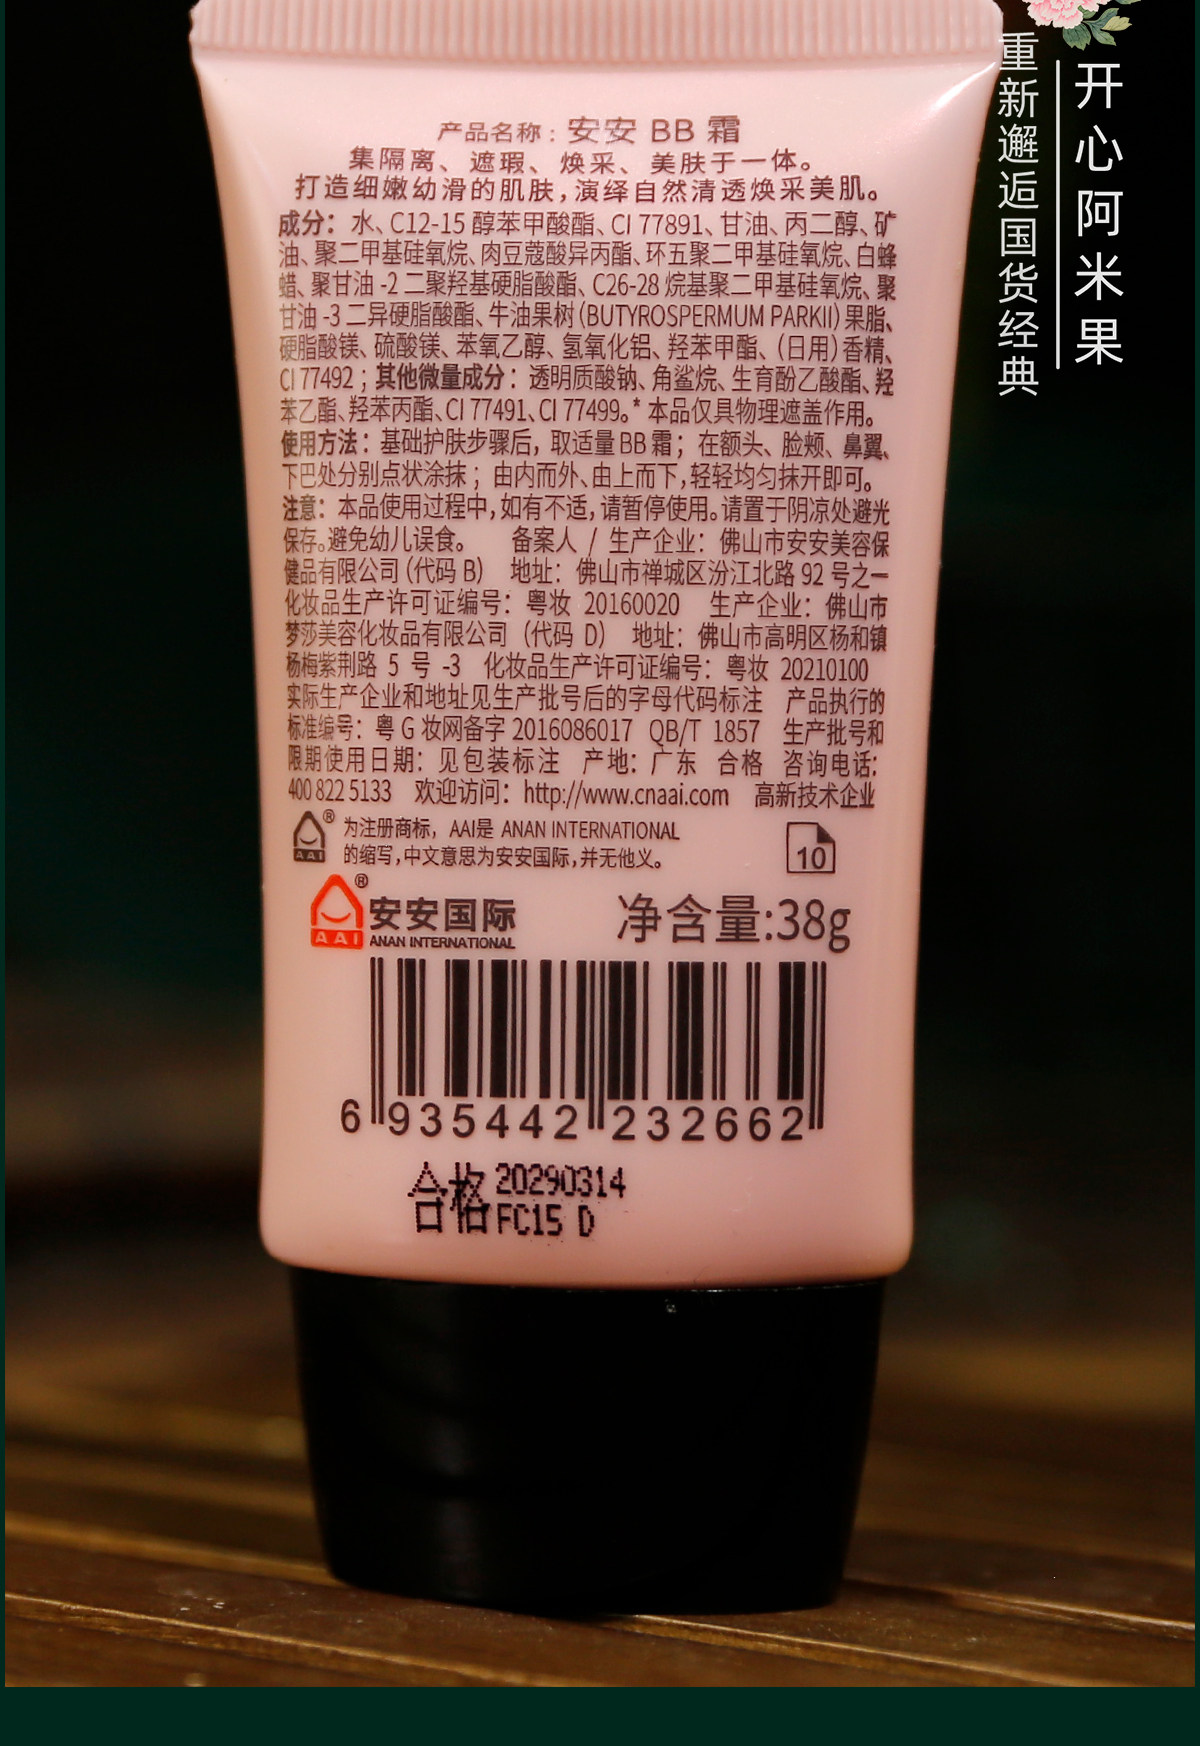 产品名称：安安 BB 霜
集隔离、遮瑕、焕采、美肤于一体。
打造细嫩幼滑的肌肤,演绎自然清透焕采美肌。
成分：水、C12-15 醇苯甲酸酯、CI 77891、甘油、丙二醇、矿
油、聚二甲基硅氧烷、肉豆蔻酸异丙酯、环五聚二甲基硅氧烷、白蜂
蜡、聚甘油 -2 二聚羟基硬脂酸酯、C26-28 烷基聚二甲基硅氧烷、聚
甘油 -3 二异硬脂酸酯、牛油果树 (BUTYROSPERMUM PARKII) 果脂、
硬脂酸镁、硫酸镁、苯氧乙醇、氢氧化铝、羟苯甲酯、(日用) 香精、
CI 77492；其他微量成分：透明质酸钠、角鲨烷、生育酚乙酸酯、羟
苯乙酯、羟苯丙酯、CI 77491、CI 77499。* 本品仅具物理遮盖作用。
使用方法：基础护肤步骤后，取适量 BB 霜；在额头、脸颊、鼻翼、
下巴处分别点状涂抹；由内而外、由上而下,轻轻均匀抹开即可。
注意：本品使用过程中,如有不适,请暂停使用。请置于阴凉处避光
保存。避免幼儿误食。 备案人 / 生产企业：佛山市安安美容保
健品有限公司 (代码 B) 地址：佛山市禅城区汾江北路 92 号之一
化妆品生产许可证编号：粤妆 20160020 生产企业：佛山市
梦莎美容化妆品有限公司 (代码 D) 地址：佛山市高明区杨和镇
杨梅紫荆路 5 号 -3 化妆品生产许可证编号：粤妆 20210100
实际生产企业和地址见生产批号后的字母代码标注 产品执行的
标准编号：粤 G 妆网备字 2016086017 QB/T 1857 生产批号和
限期使用日期：见包装标注 产地：广东 合格 咨询电话:
400 822 5133 欢迎访问：http://www.cnaai.com 高新技术企业
AAI ® 为注册商标，AAI是 ANAN INTERNATIONAL
的缩写,中文意思为安安国际,并无他义。
10
AAI ® 安安国际
ANAN INTERNATIONAL
净含量:38g
6 935442 232662
合格 20290314
FC15 D
开心阿米果
重新邂逅国货经典